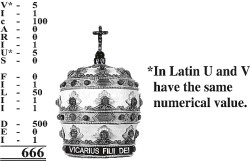 V* - 5
I - 1
c - 100
A - 0
R - 0
I - 1
U* - 5
S - 0
F - 0
I - 1
L - 50
I - 1
I - 1
D - 500
E - 0
I - 1
666
VICARIUS FILII DEI
*In Latin U and V
have the same
numerical value.